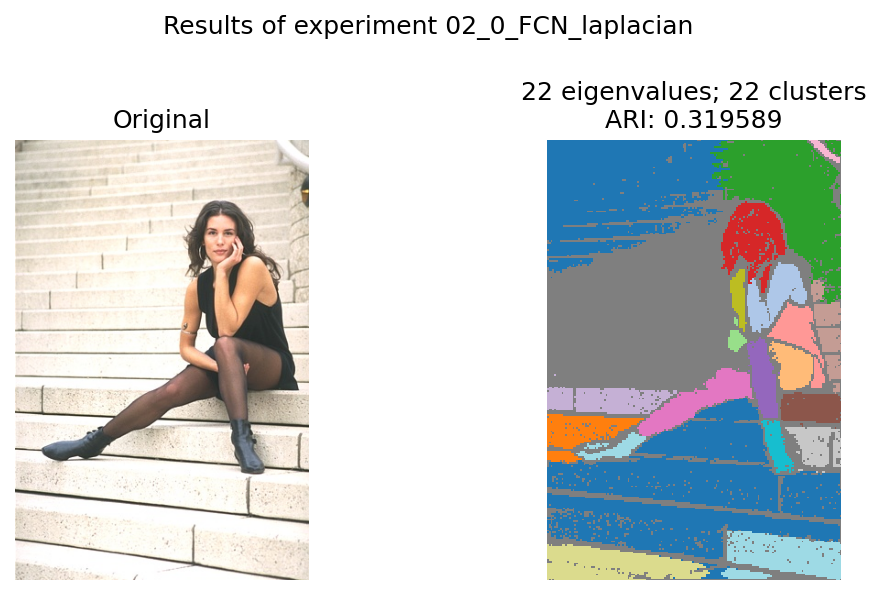 Results of experiment 02_0_FCN_laplacian
Original
22 eigenvalues; 22 clusters
ARI: 0.319589